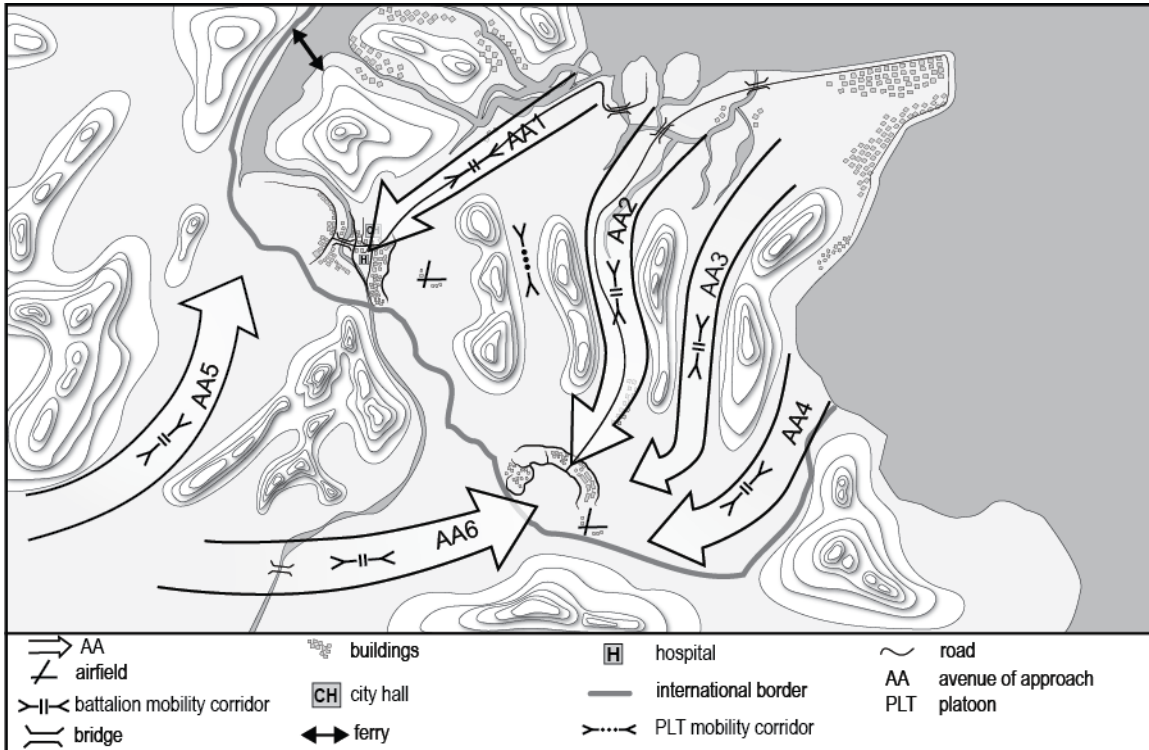 AA1
AA2
AA3
AA4
AA5
AA6
C
H
AA
airfield
battalion mobility corridor
bridge
buildings
CH city hall
ferry
H hospital
international border
PLT mobility corridor
road
AA avenue of approach
PLT platoon